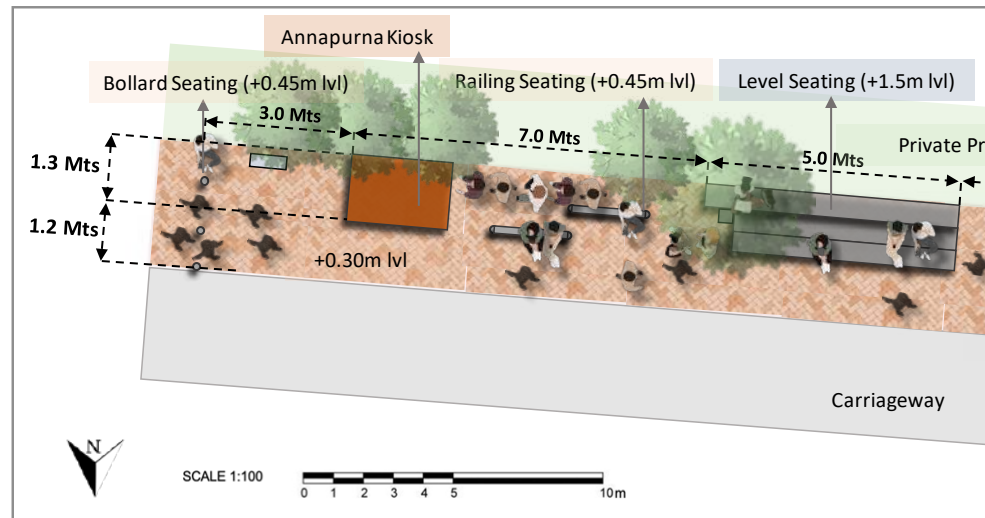 Annapurna Kiosk
Bollard Seating (+0.45m lvl)
Railing Seating (+0.45m lvl)
Level Seating (+1.5m lvl)
3.0 Mts
7.0 Mts
5.0 Mts
Private Pr
1.3 Mts
1.2 Mts
+0.30m lvl
Carriageway
N
SCALE 1:100
0 1 2 3 4 5 10m